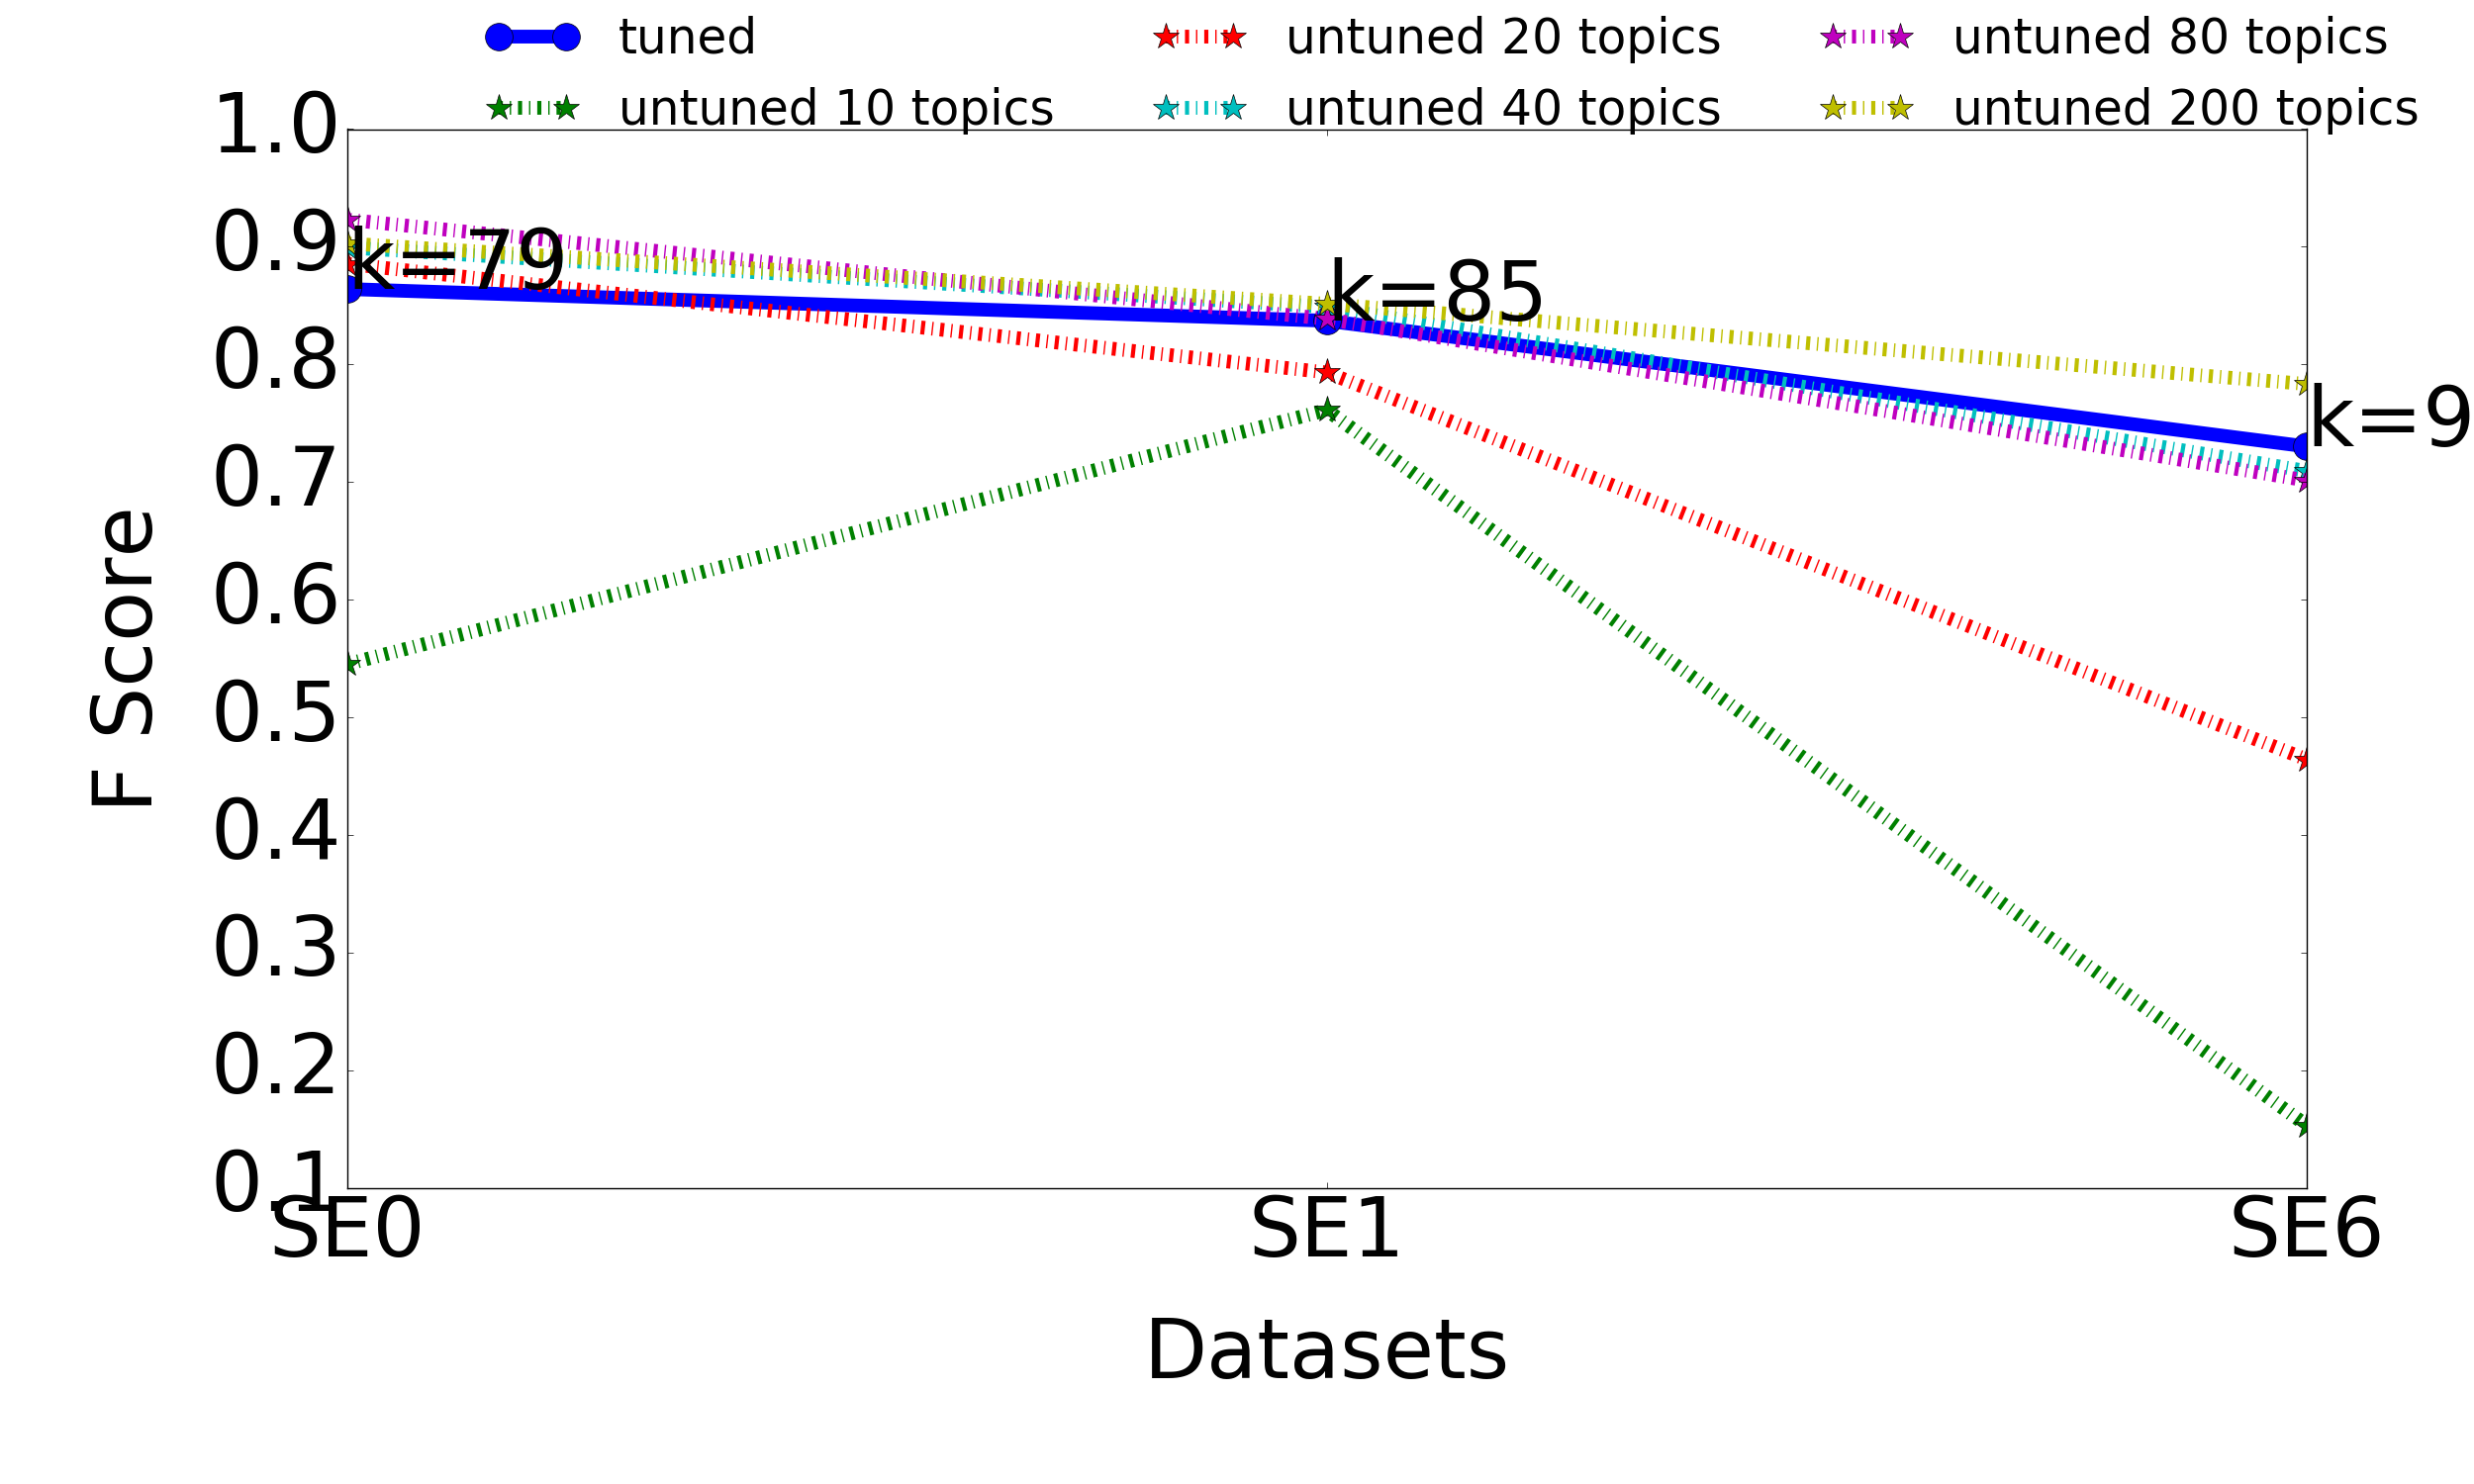 tuned
untuned 10 topics
untuned 20 topics
untuned 40 topics
untuned 80 topics
untuned 200 topics
1.0
0.9
0.8
0.7
0.6
0.5
0.4
0.3
0.2
0.1
F Score
k=79
k=85
k=9
SE0
SE1
SE6
Datasets